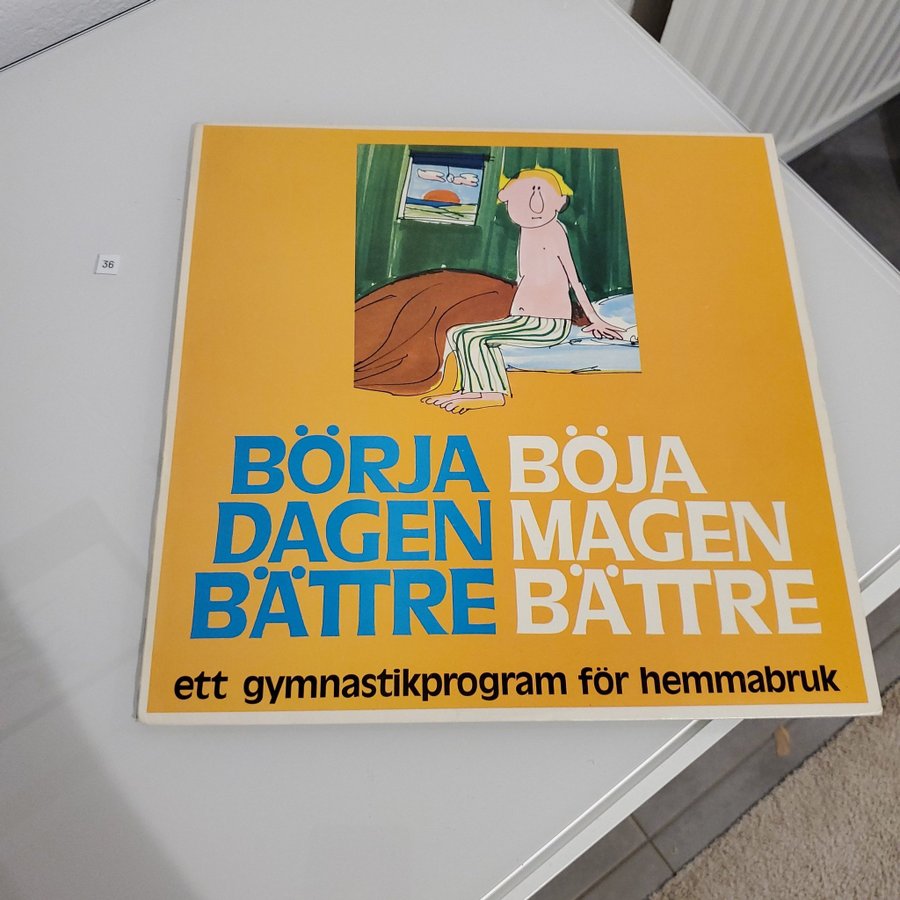 36
BÖRJA BÖJA
DAGEN MAGEN
BÄTTRE BÄTTRE
ett gymnastikprogram för hemmabruk